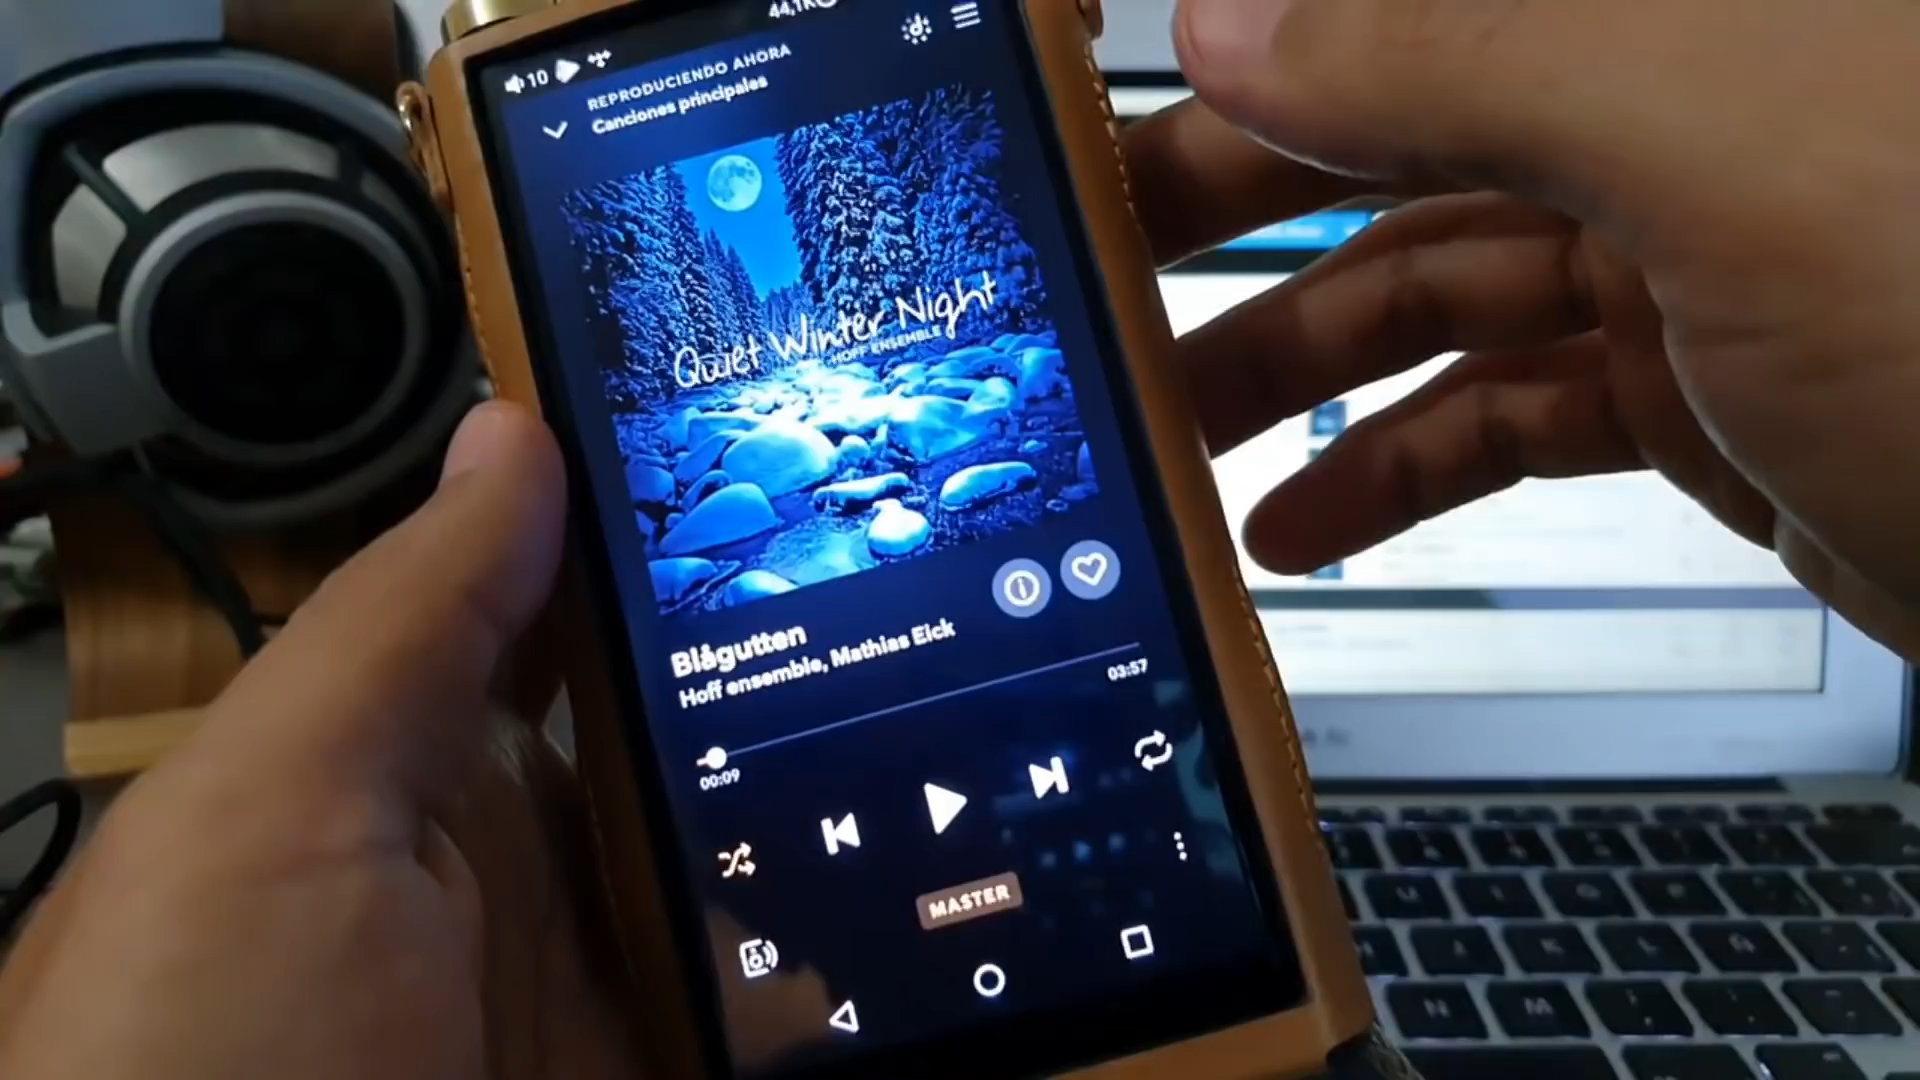 44,1K
10
REPRODUCIENDO AHORA
Canciones principales
Quiet Winter Night
HOFF ENSEMBLE
Blågutten
Hoff ensemble, Mathias Eick
03:57
00:09
MASTER
U I O P
J K L Ñ
N M